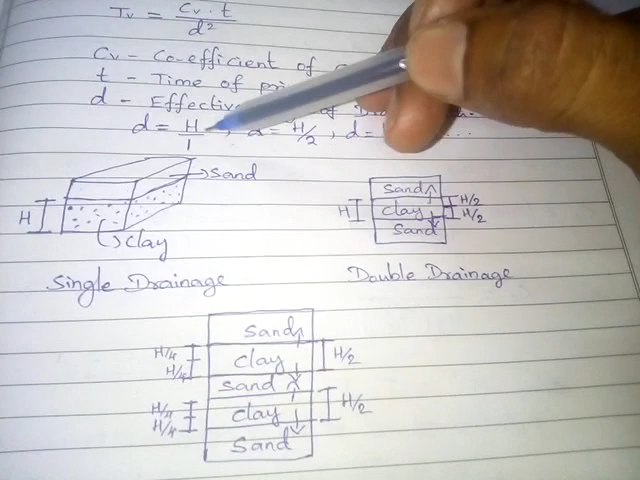 Tv = Cv · t / d²
Cv – Co-efficient of
t – Time of
d – Effective of
d = H/1, d = H/2, d =
Sand
H
Clay
Single Drainage
Sand
H/2
H
clay
H/2
Sand
Double Drainage
Sand
H/4
clay
H/2
H/4
Sand
H/4
clay
H/2
H/4
Sand